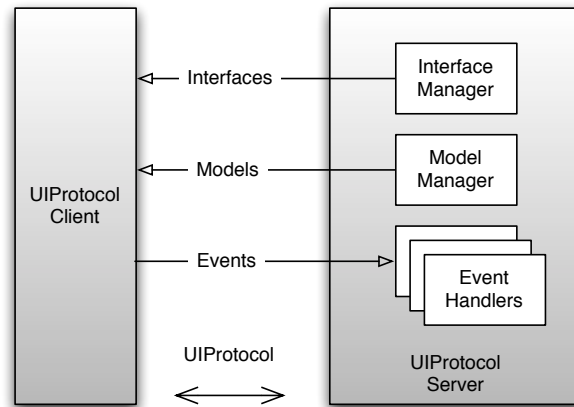 Interfaces
Interface
Manager
Models
Model
Manager
UIProtocol
Client
Events
Event
Handlers
UIProtocol
UIProtocol
Server